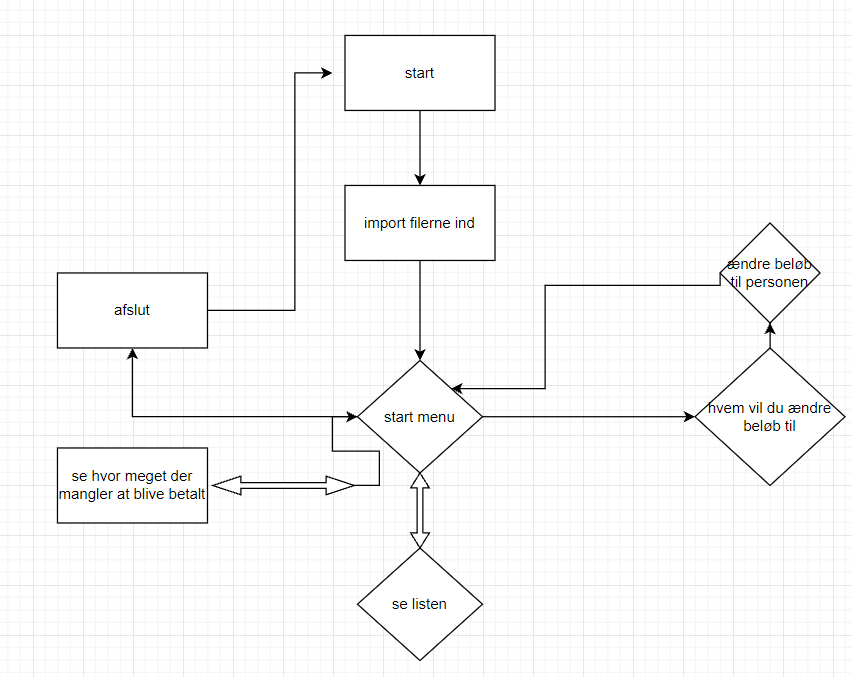 start
import filerne ind
ændre beløb
til personen
afslut
hvem vil du ændre
beløb til
start menu
se hvor meget der
mangler at blive betalt
se listen